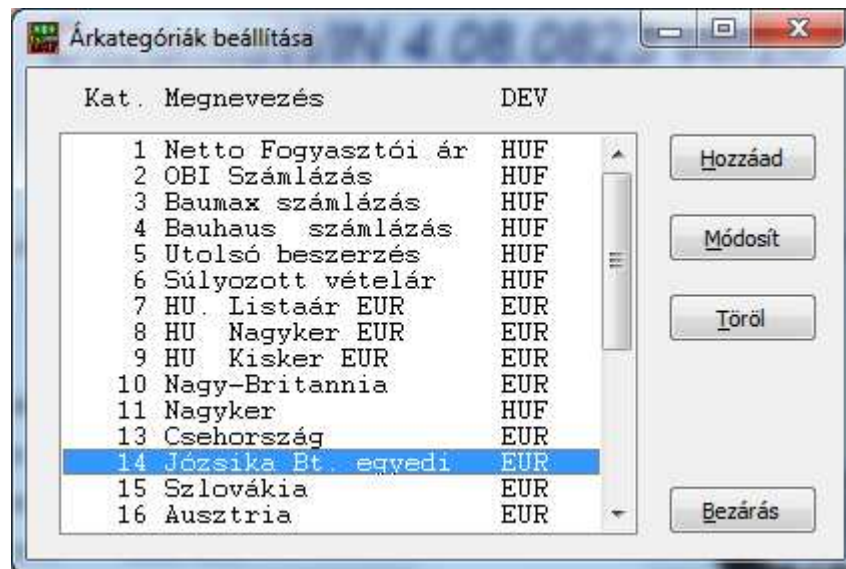 Árkategóriák beállítása
Kat. Megnevezés DEV
1 Netto Fogyasztói ár HUF
2 OBI Számlázás HUF
3 Baumax számlázás HUF
4 Bauhaus számlázás HUF
5 Utolsó beszerzés HUF
6 Súlyozott vételár HUF
7 HU. Listaár EUR EUR
8 HU Nagyker EUR EUR
9 HU Kisker EUR EUR
10 Nagy-Britannia EUR
11 Nagyker HUF
13 Csehország EUR
14 Józsika Bt. egyedi EUR
15 Szlovákia EUR
16 Ausztria EUR
Hozzáad
Módosít
Töröl
Bezárás